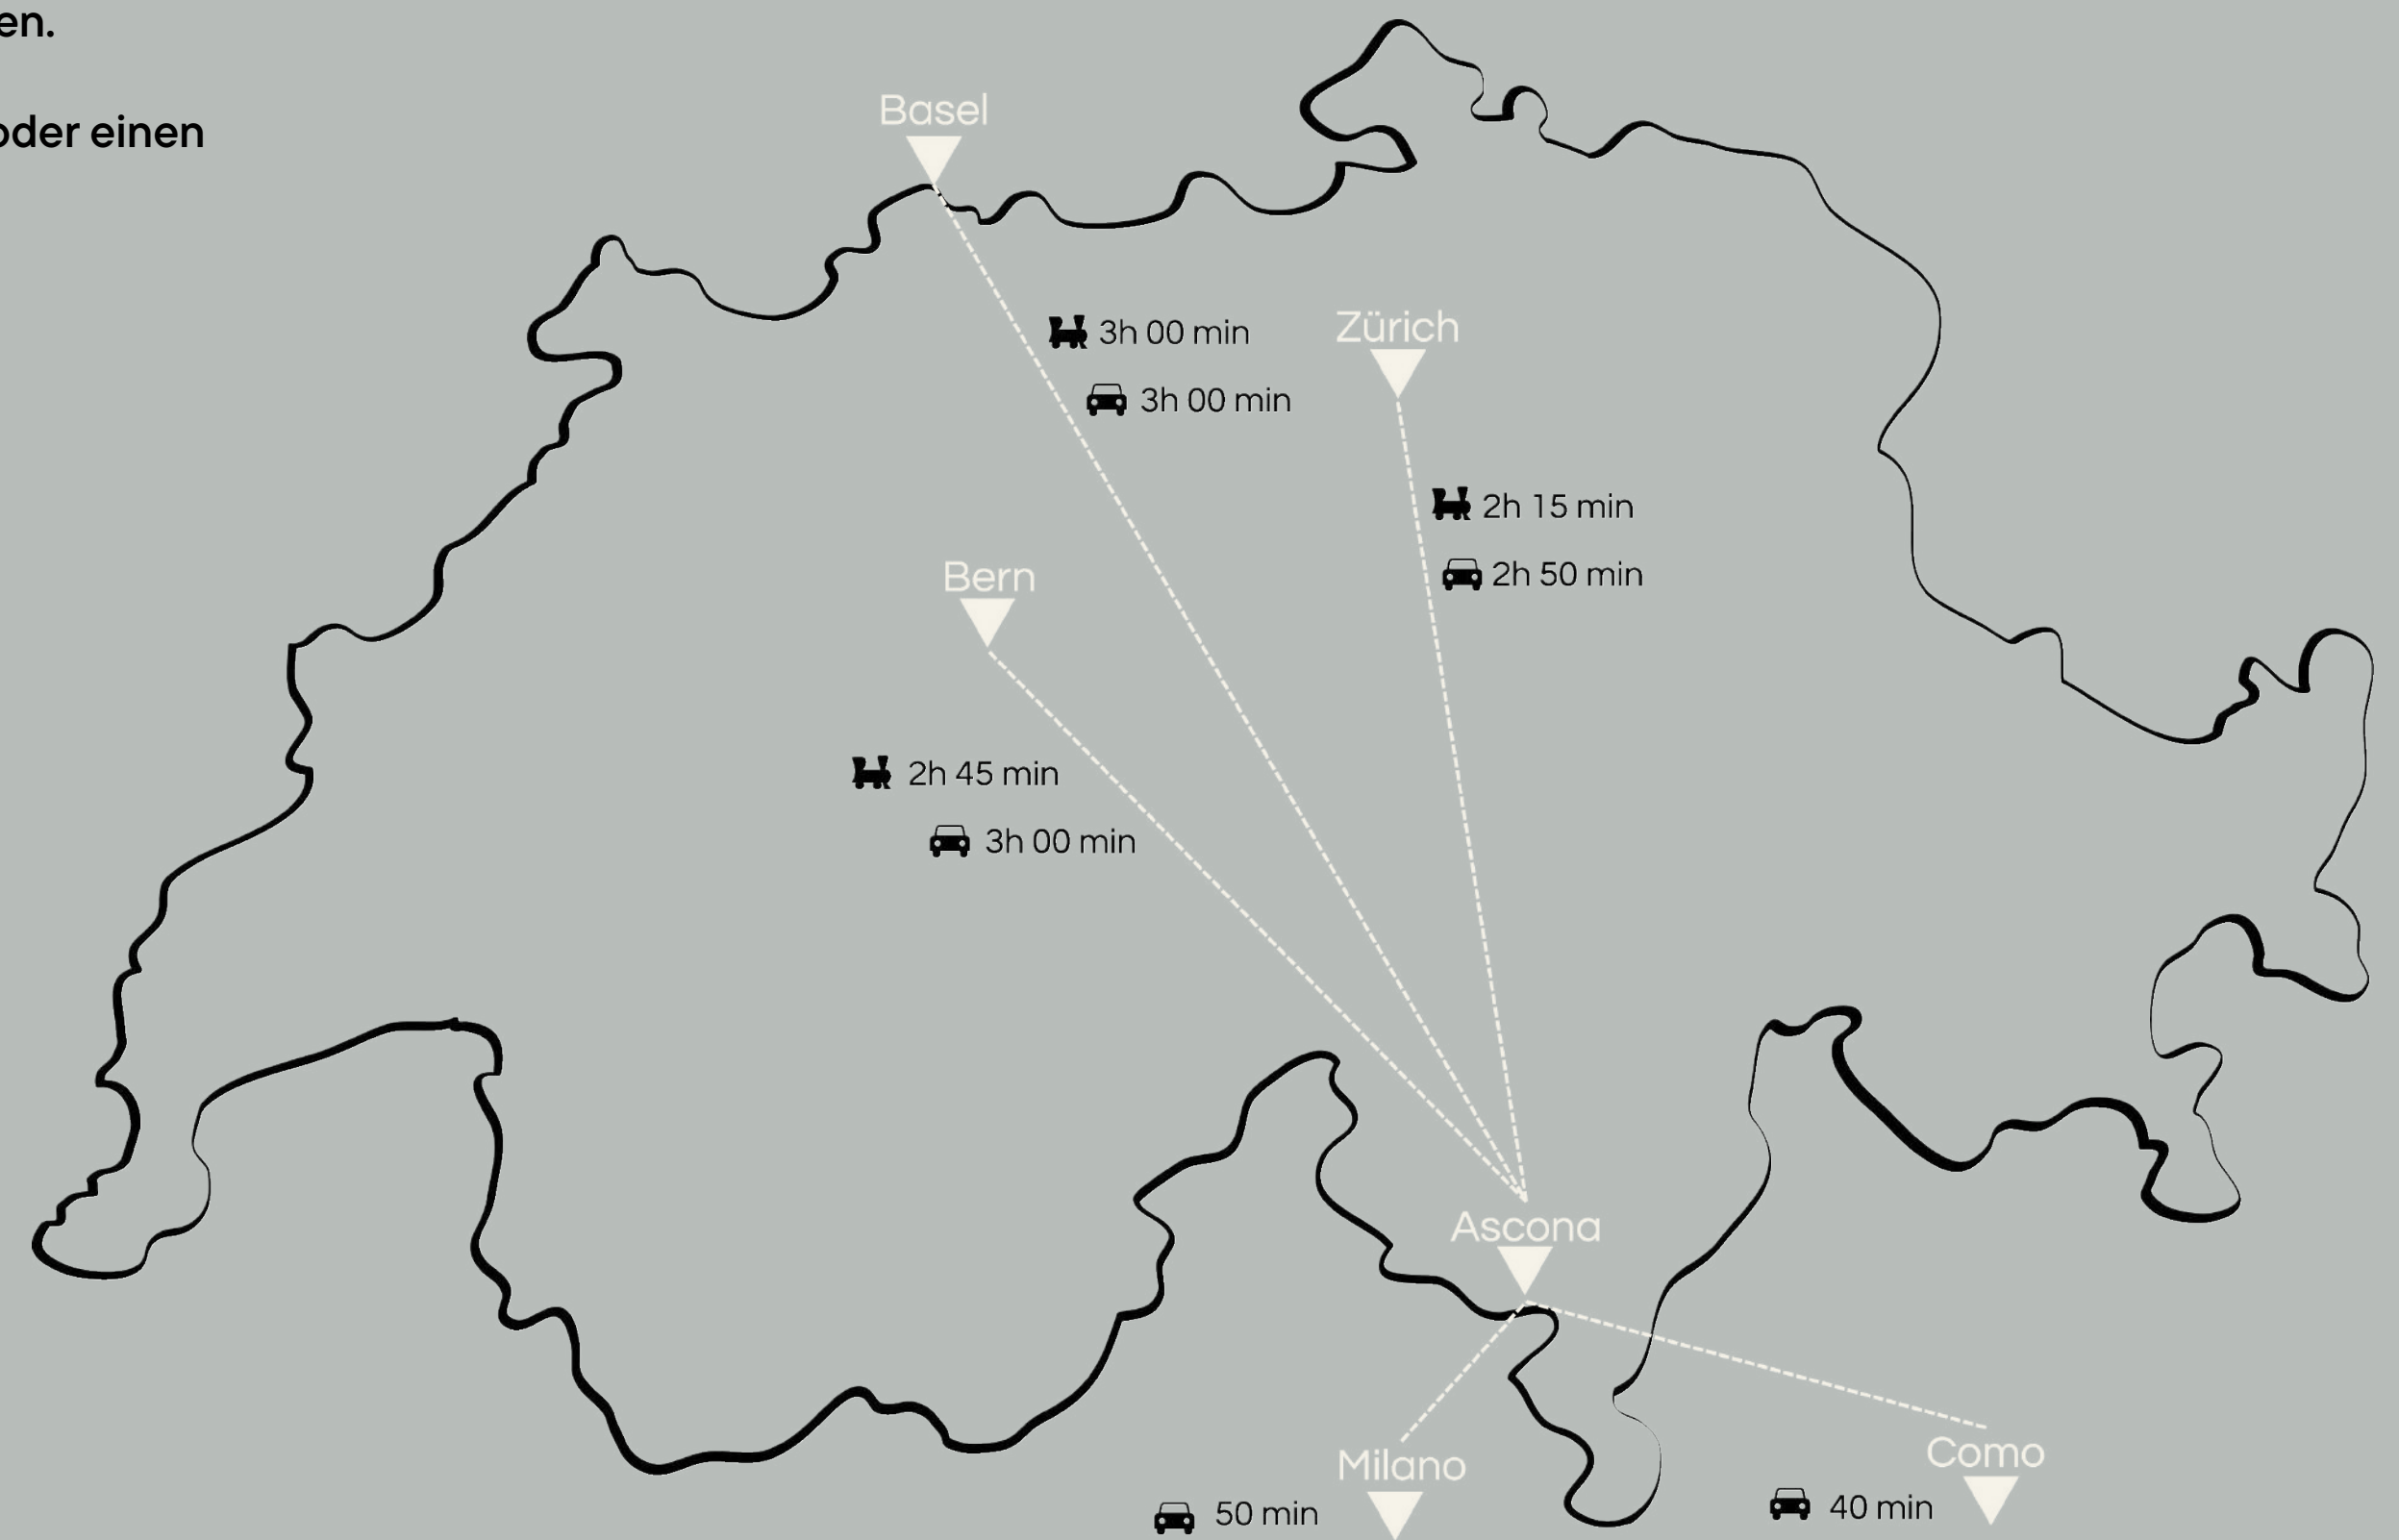 en.
oder einen
Basel
3h 00 min
3h 00 min
Zürich
2h 15 min
2h 50 min
Bern
2h 45 min
3h 00 min
Ascona
Milano
50 min
Como
40 min